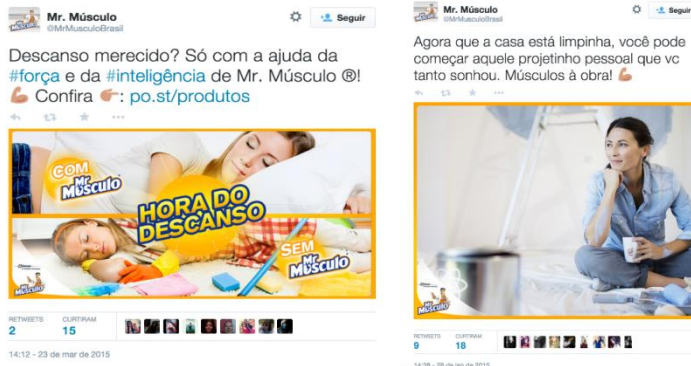 Mr. Músculo
@MrMusculoBrasil
Seguir
Descanso merecido? Só com a ajuda da
#força e da #inteligência de Mr. Músculo ®!
💪 Confira 👉: po.st/produtos
COM
Mr Músculo
HORA DO
DESCANSO
SEM
Mr Músculo
Mr Músculo
RETWEETS
CURTIRAM
2
15
14:12 - 23 de mar de 2015
Mr. Músculo
@MrMusculoBrasil
Seguir
Agora que a casa está limpinha, você pode
começar aquele projetinho pessoal que vc
tanto sonhou. Músculos à obra! 💪
Mr Músculo
RETWEETS
CURTIRAM
9
18